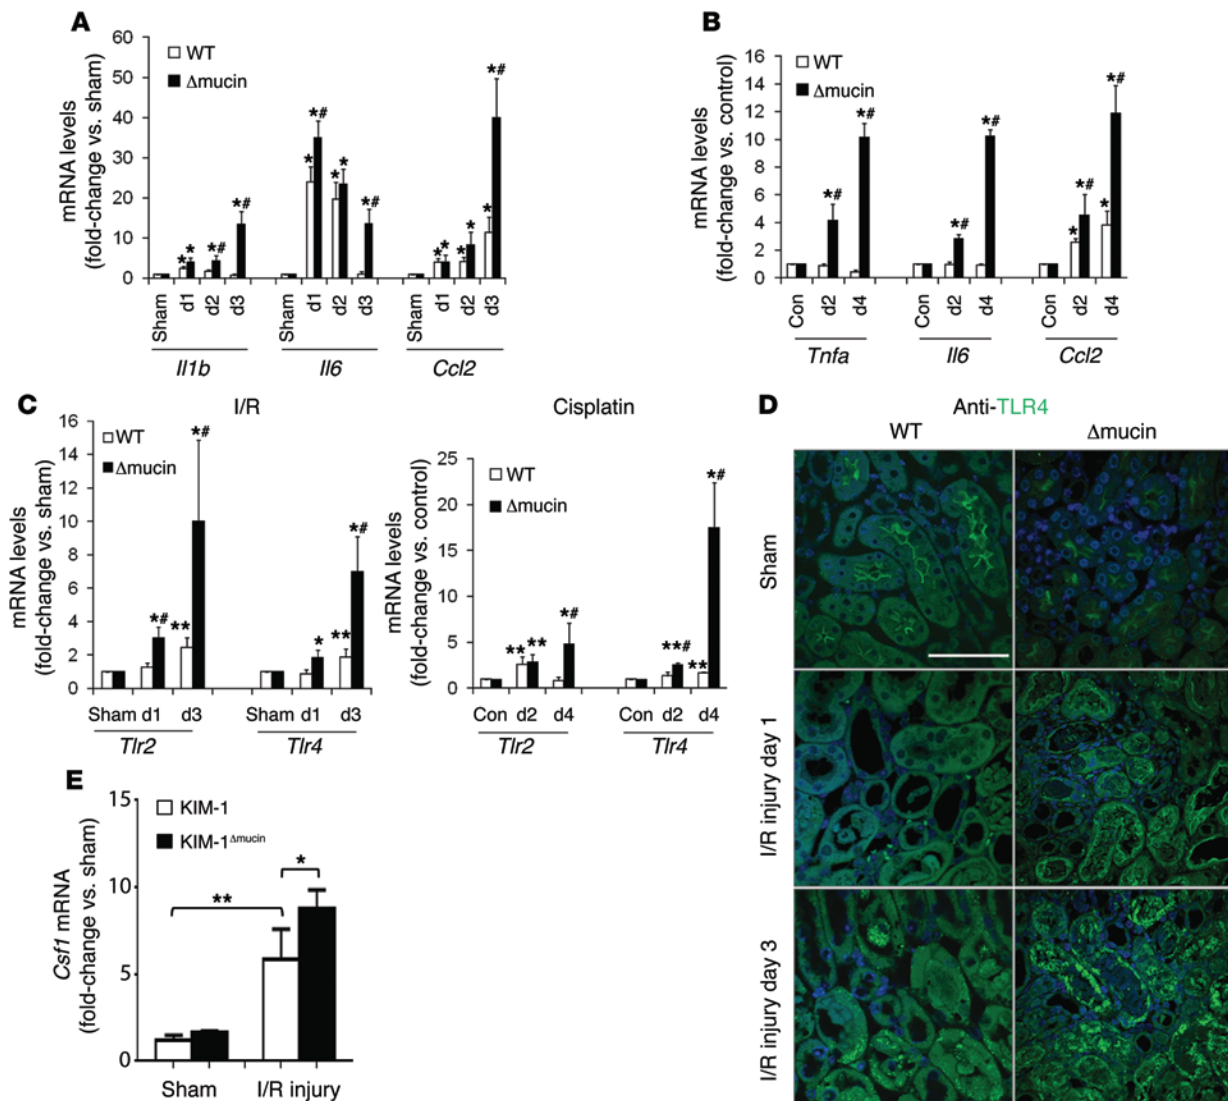 A
mRNA levels
(fold-change vs. sham)
60
50
40
30
20
10
0
WT
Δmucin
* * * *# *#
* *# * * *#
* * * * * *#
Sham d1 d2 d3 Sham d1 d2 d3 Sham d1 d2 d3
Il1b Il6 Ccl2
B
mRNA levels
(fold-change vs. control)
16
14
12
10
8
6
4
2
0
WT
Δmucin
*# *# *# *# * *# * *#
Con d2 d4 Con d2 d4 Con d2 d4
Tnfa Il6 Ccl2
C
I/R
mRNA levels
(fold-change vs. sham)
16
14
12
10
8
6
4
2
0
WT
Δmucin
*# ** *# * ** *#
Sham d1 d3 Sham d1 d3
Tlr2 Tlr4
Cisplatin
mRNA levels
(fold-change vs. control)
25
20
15
10
5
0
WT
Δmucin
** ** *# **# ** *#
Con d2 d4 Con d2 d4
Tlr2 Tlr4
D
Anti-TLR4
WT Δmucin
Sham
I/R injury day 1
I/R injury day 3
E
Csf1 mRNA
(fold-change vs. sham)
15
10
5
0
KIM-1
KIM-1Δmucin
** *
Sham I/R injury